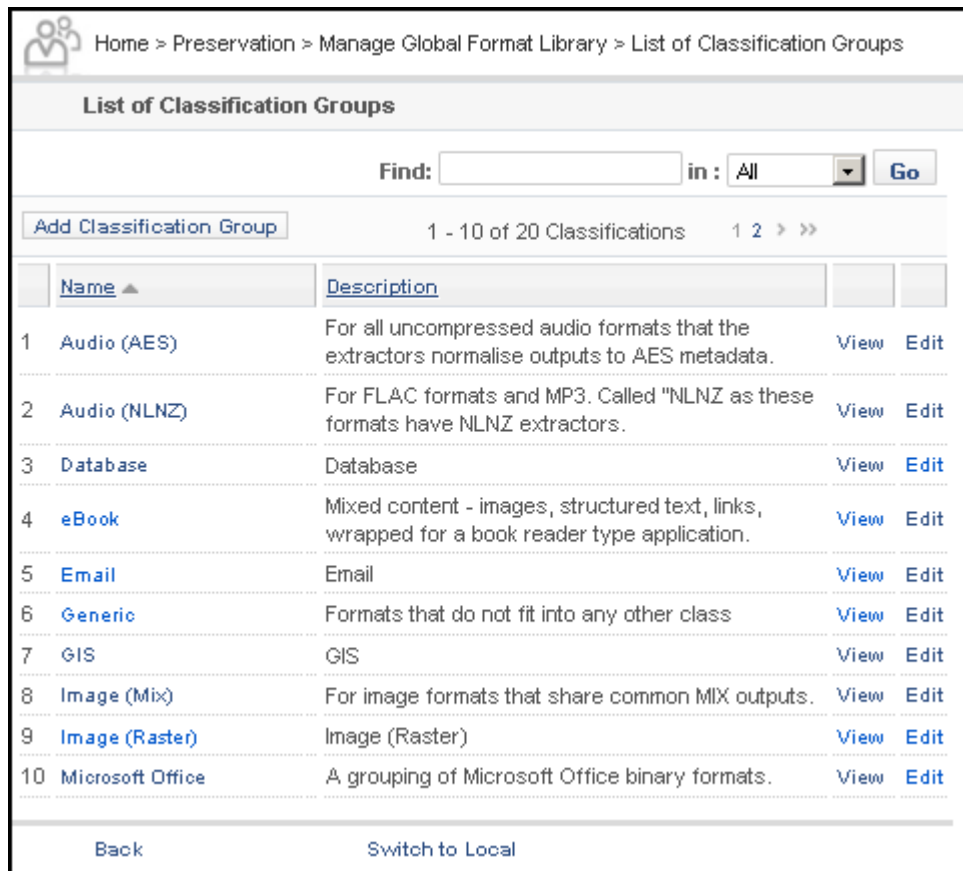 Home > Preservation > Manage Global Format Library > List of Classification Groups
List of Classification Groups
Find: in : All Go
Add Classification Group 1 - 10 of 20 Classifications 1 2 > >>
Name Description
1 Audio (AES) For all uncompressed audio formats that the extractors normalise outputs to AES metadata. View Edit
2 Audio (NLNZ) For FLAC formats and MP3. Called "NLNZ as these formats have NLNZ extractors. View Edit
3 Database Database View Edit
4 eBook Mixed content - images, structured text, links, wrapped for a book reader type application. View Edit
5 Email Email View Edit
6 Generic Formats that do not fit into any other class View Edit
7 GIS GIS View Edit
8 Image (Mix) For image formats that share common MIX outputs. View Edit
9 Image (Raster) Image (Raster) View Edit
10 Microsoft Office A grouping of Microsoft Office binary formats. View Edit
Back Switch to Local